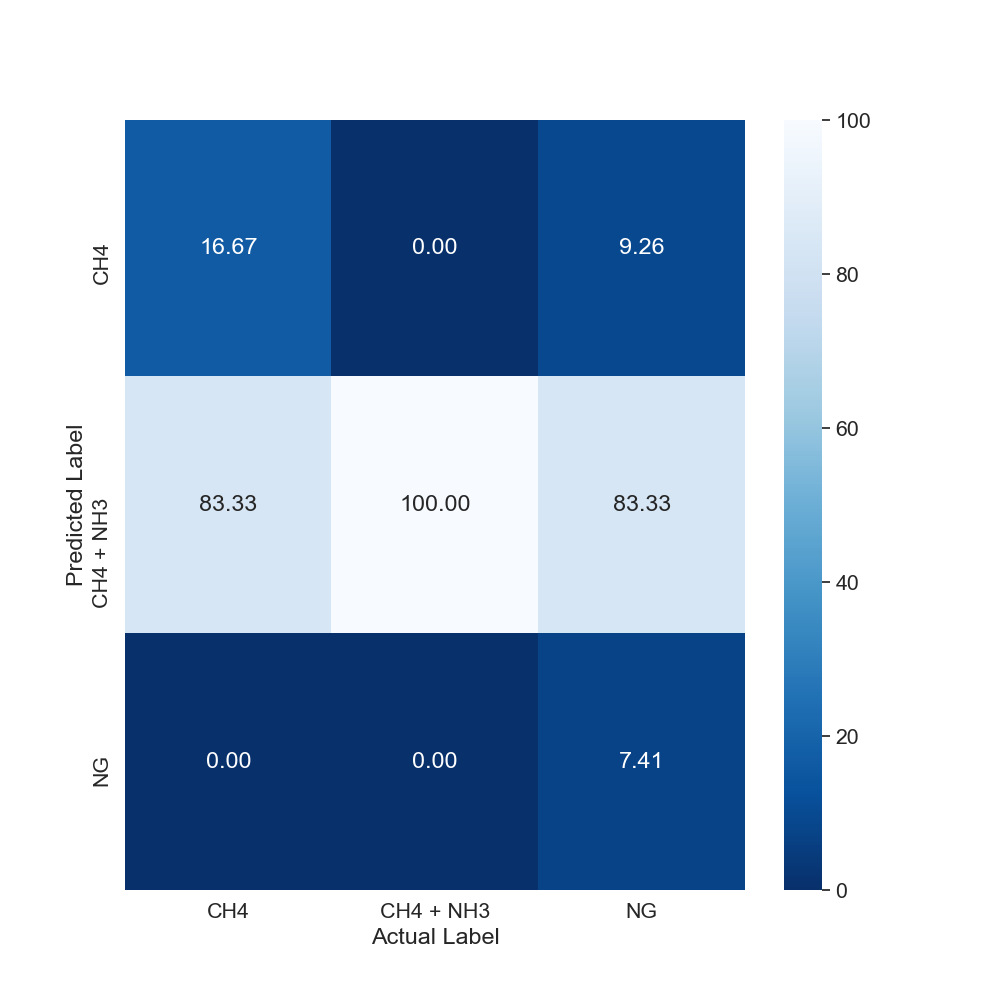 100
80
60
40
20
0
Predicted Label
CH4
CH4 + NH3
NG
16.67 0.00 9.26
83.33 100.00 83.33
0.00 0.00 7.41
CH4 CH4 + NH3 NG
Actual Label